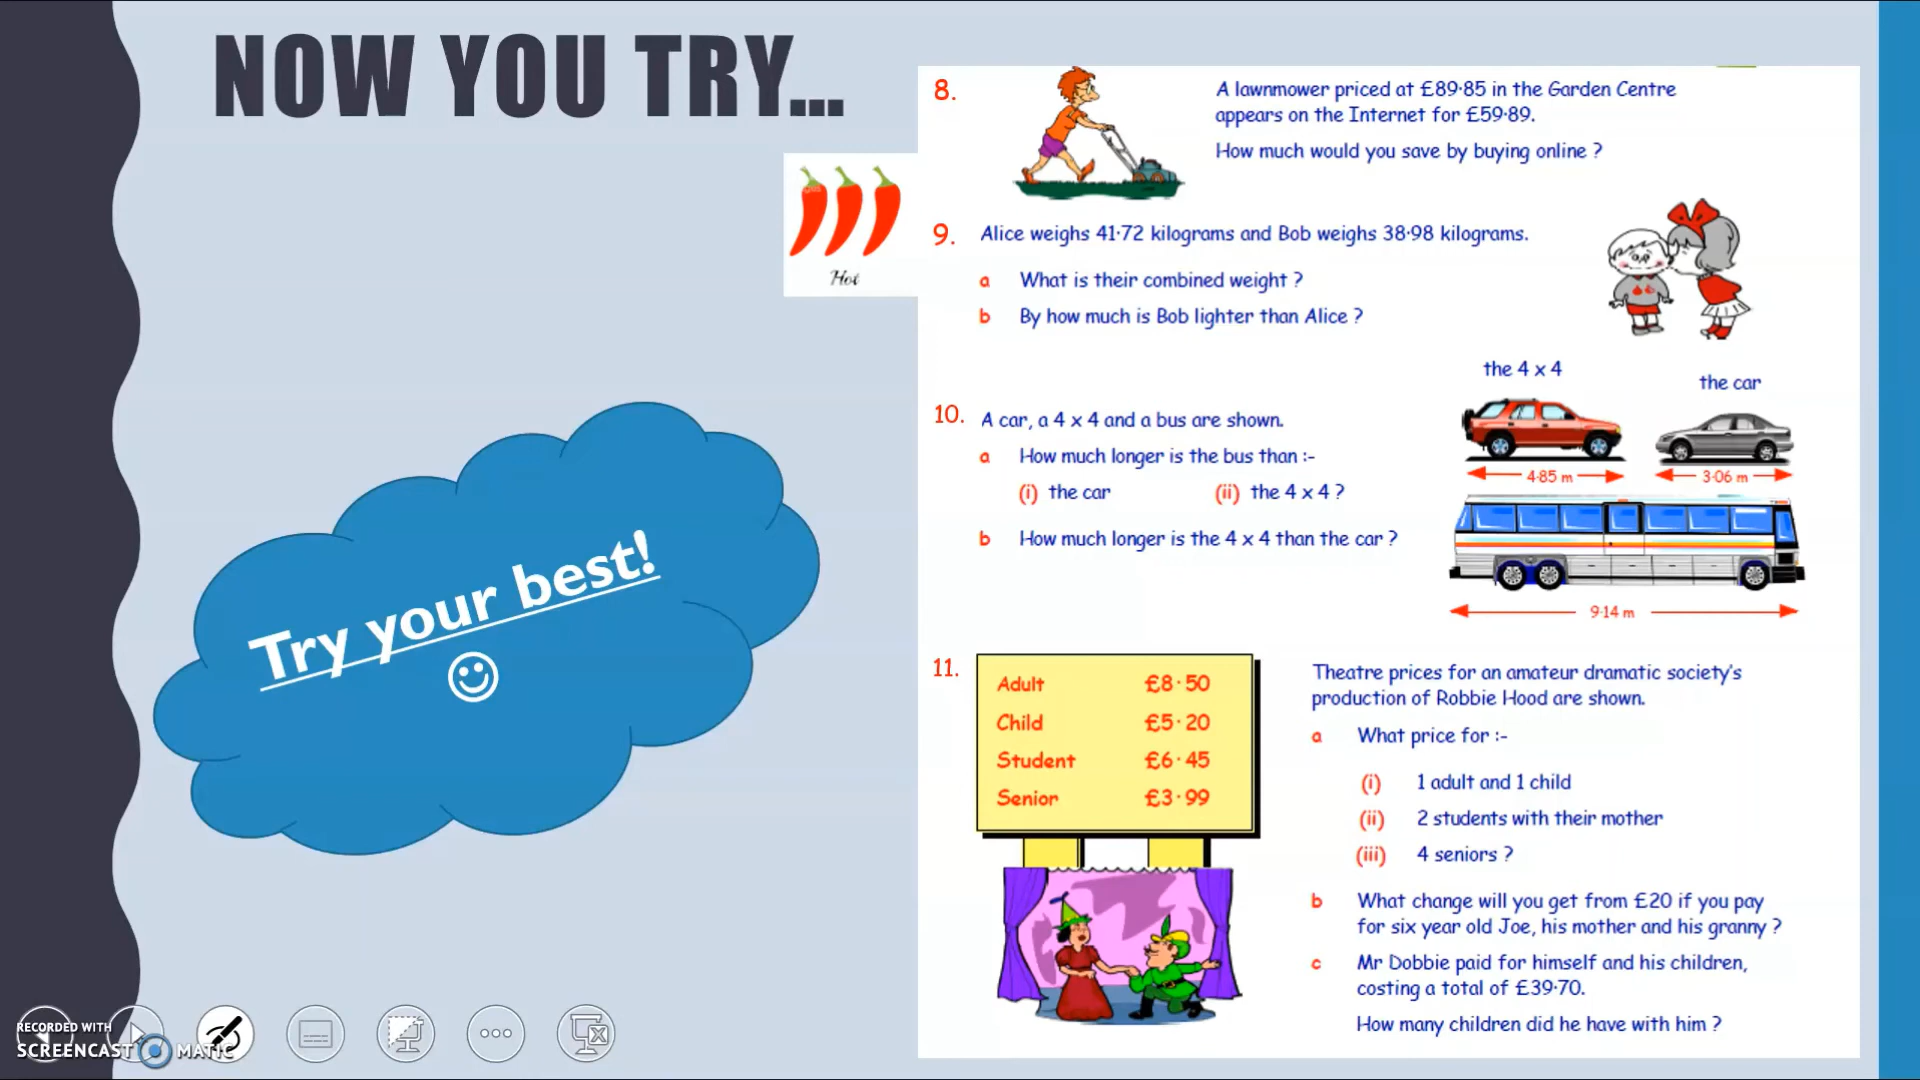 NOW YOU TRY...
Hot
Try your best!
8.
A lawnmower priced at £89·85 in the Garden Centre
appears on the Internet for £59·89.
How much would you save by buying online ?
9. Alice weighs 41·72 kilograms and Bob weighs 38·98 kilograms.
a What is their combined weight ?
b By how much is Bob lighter than Alice ?
10. A car, a 4 x 4 and a bus are shown.
a How much longer is the bus than :-
(i) the car (ii) the 4 x 4 ?
b How much longer is the 4 x 4 than the car ?
the 4 x 4
the car
4·85 m
3·06 m
9·14 m
11.
Adult £8·50
Child £5·20
Student £6·45
Senior £3·99
Theatre prices for an amateur dramatic society's
production of Robbie Hood are shown.
a What price for :-
(i) 1 adult and 1 child
(ii) 2 students with their mother
(iii) 4 seniors ?
b What change will you get from £20 if you pay
for six year old Joe, his mother and his granny ?
c Mr Dobbie paid for himself and his children,
costing a total of £39·70.
How many children did he have with him ?
RECORDED WITH
SCREENCAST MATIC